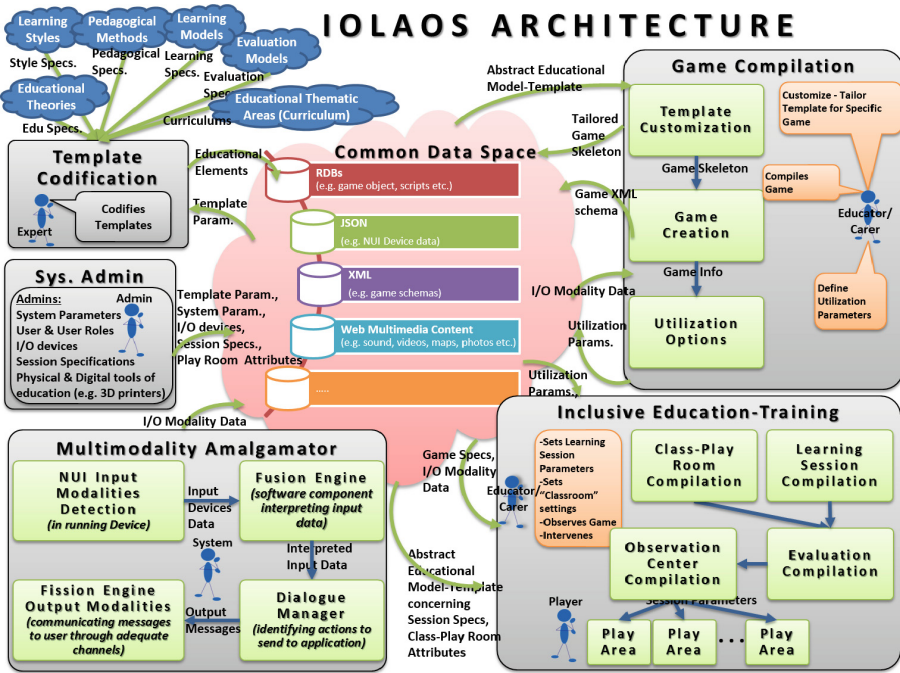 IOLAOS ARCHITECTURE
Learning
Styles
Pedagogical
Methods
Learning
Models
Evaluation
Models
Educational
Theories
Educational Thematic
Areas (Curriculum)
Style Specs.
Pedagogical
Specs.
Learning
Specs.
Evaluation
Spec
Curriculums
Edu Specs.
Template
Codification
Codifies
Templates
Expert
Educational
Elements
Template
Param.
Sys. Admin
Admins:
Admin
System Parameters
User & User Roles
I/O devices
Session Specifications
Physical & Digital tools of
education (e.g. 3D printers)
Template Param.,
System Param.,
I/O devices,
Session Specs.,
Play Room Attributes
I/O Modality Data
Common Data Space
RDBs
(e.g. game object, scripts etc.)
JSON
(e.g. NUI Device data)
XML
(e.g. game schemas)
Web Multimedia Content
(e.g. sound, videos, maps, photos etc.)
.....
Abstract Educational
Model-Template
Tailored
Game
Skeleton
Game XML
schema
I/O Modality Data
Utilization
Params.
Utilization
Params.,
Game Compilation
Template
Customization
Game Skeleton
Game
Creation
Game Info
Utilization
Options
Customize - Tailor
Template for Specific
Game
Compiles
Game
Educator/
Carer
Define
Utilization
Parameters
Multimodality Amalgamator
NUI Input
Modalities
Detection
(in running Device)
Input
Devices
Data
Fusion Engine
(software component
interpreting input
data)
System
Interpreted
Input Data
Fission Engine
Output Modalities
(communicating messages
to user through adequate
channels)
Output
Messages
Dialogue
Manager
(identifying actions to
send to application)
Game Specs,
I/O Modality
Data
Abstract
Educational
Model-Template
concerning
Session Specs,
Class-Play Room
Attributes
Inclusive Education-Training
Educator/
Carer
-Sets Learning
Session
Parameters
-Sets
“Classroom”
settings
-Observes Game
-Intervenes
Class-Play
Room
Compilation
Learning
Session
Compilation
Observation
Center
Compilation
Evaluation
Compilation
Session Parameters
Player
Play
Area
Play
Area
...
Play
Area